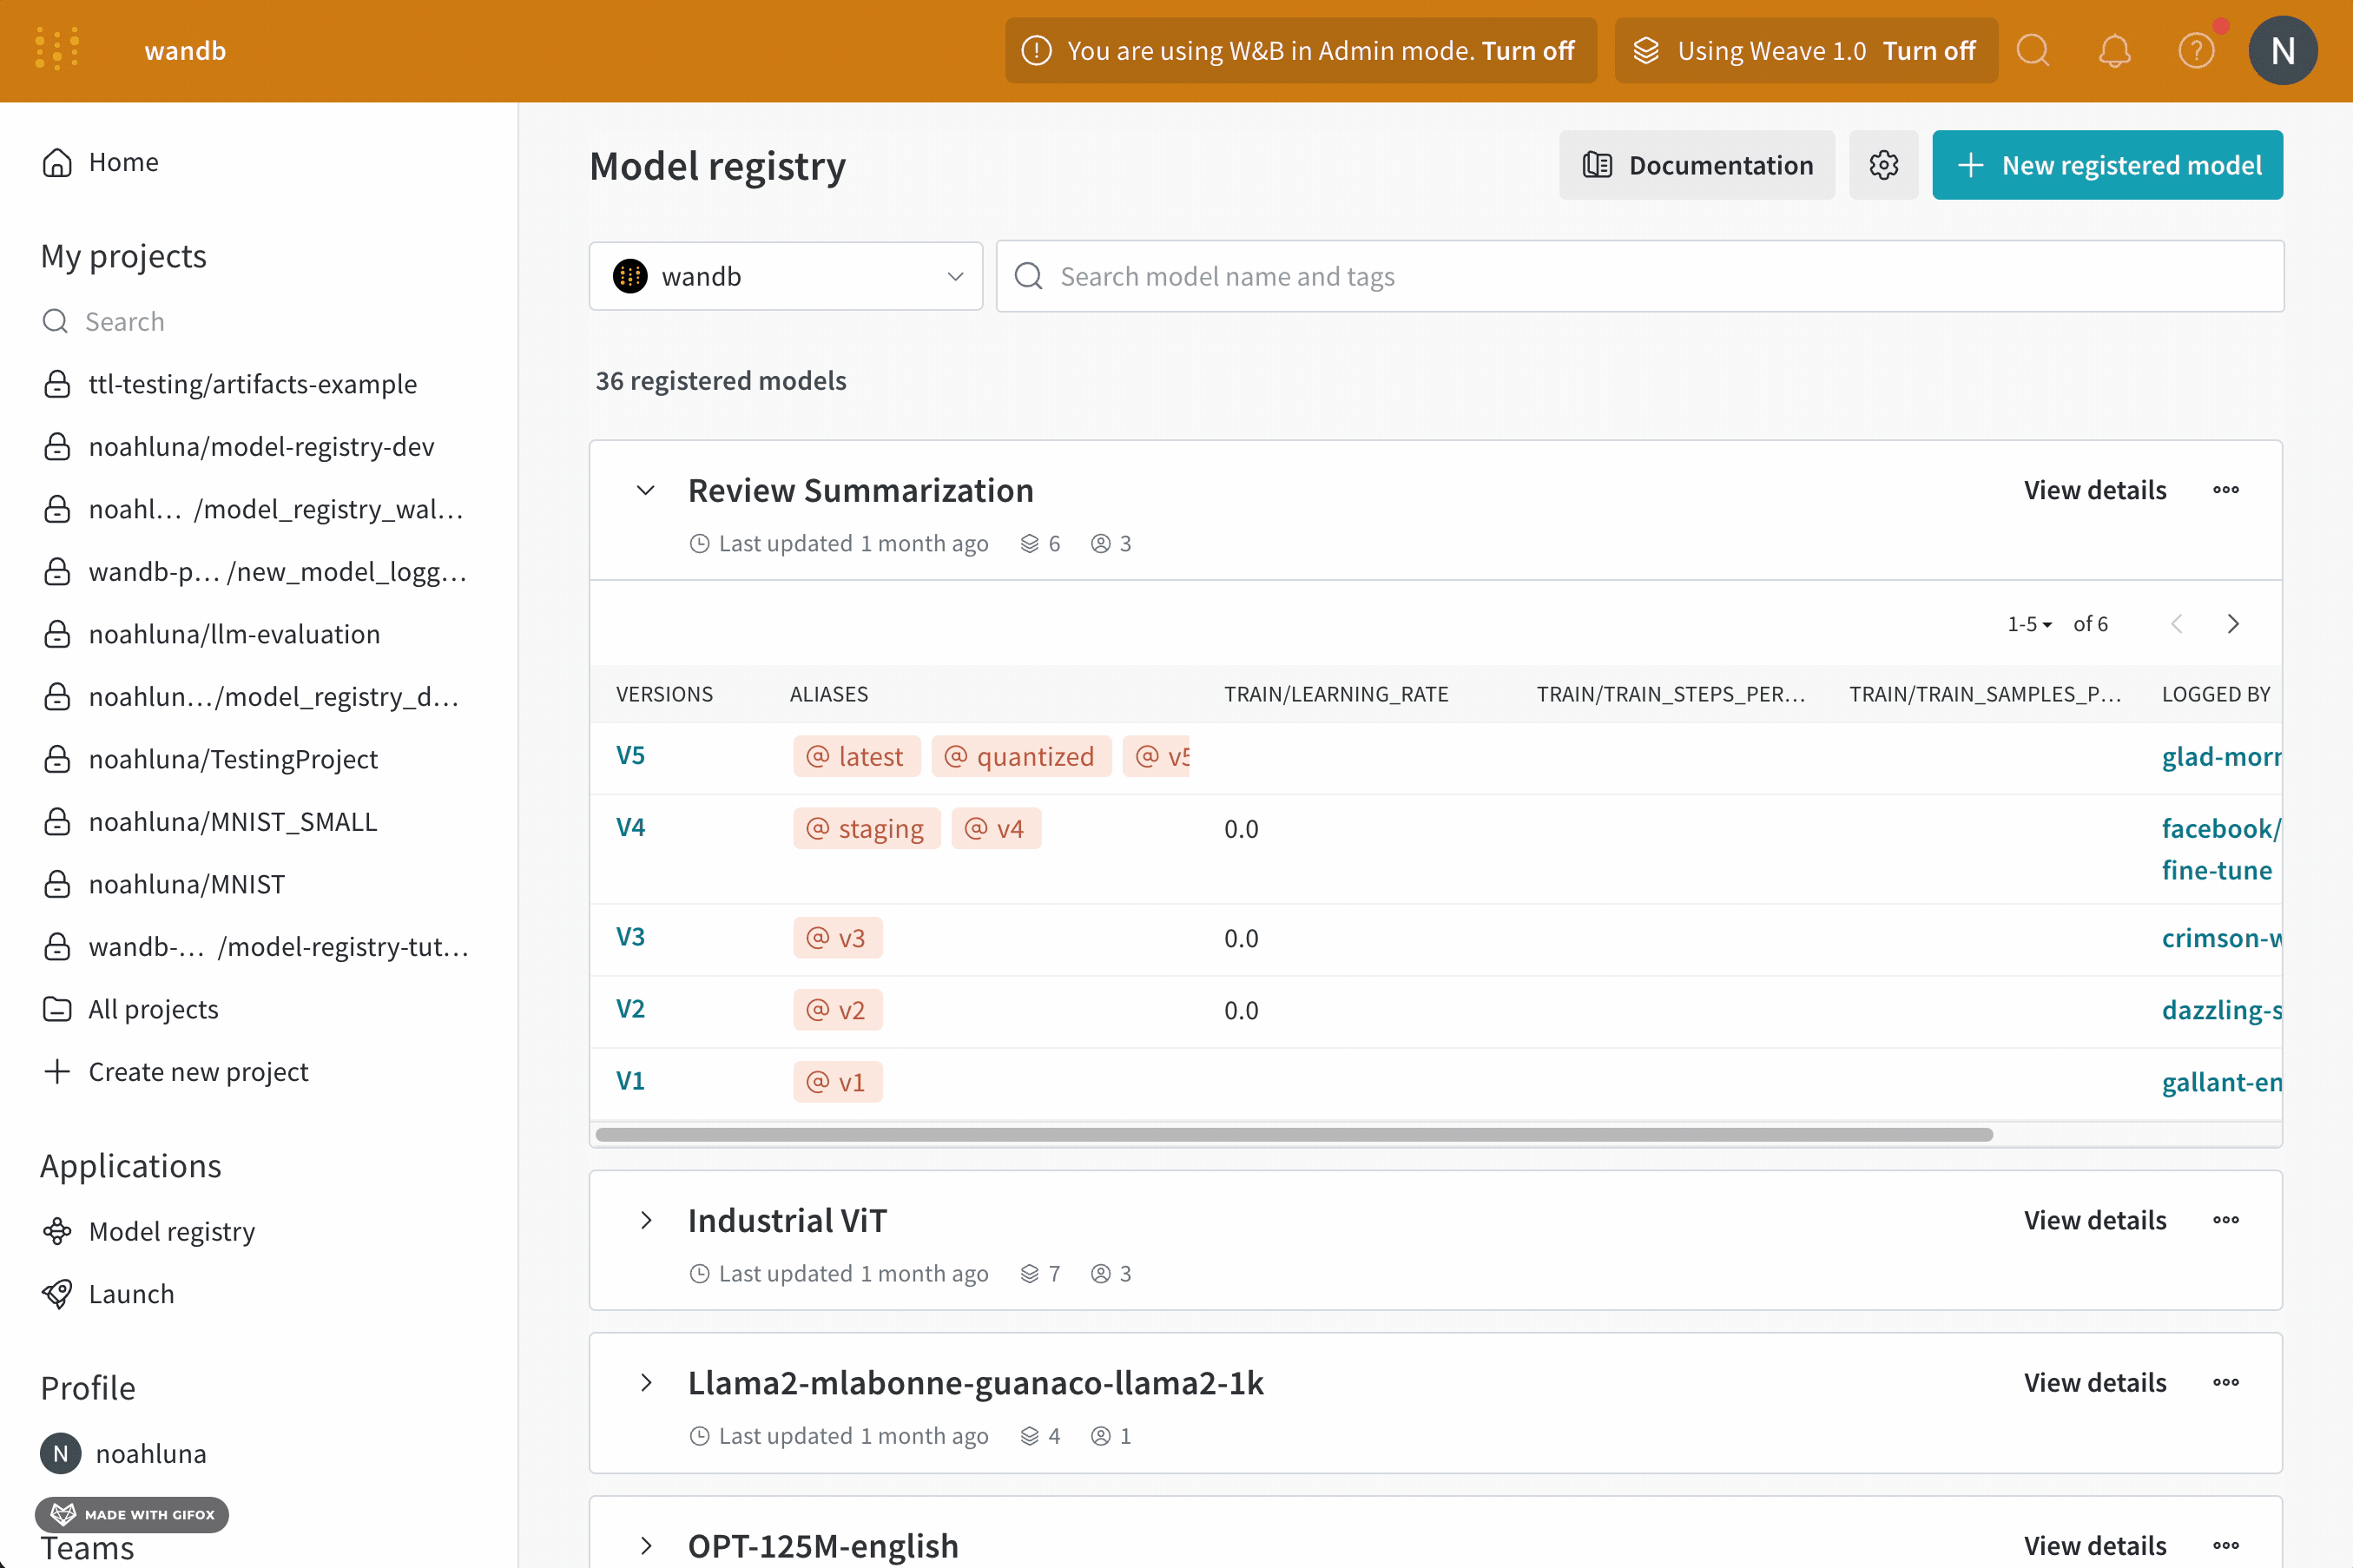 wandb
You are using W&B in Admin mode. Turn off
Using Weave 1.0 Turn off
N
Home
My projects
Search
ttl-testing/artifacts-example
noahluna/model-registry-dev
noahl... /model_registry_wal...
wandb-p... /new_model_logg...
noahluna/llm-evaluation
noahlun.../model_registry_d...
noahluna/TestingProject
noahluna/MNIST_SMALL
noahluna/MNIST
wandb-... /model-registry-tut...
All projects
Create new project
Applications
Model registry
Launch
Profile
N noahluna
MADE WITH GIFOX
Teams
Model registry
Documentation
New registered model
wandb
Search model name and tags
36 registered models
Review Summarization
View details
Last updated 1 month ago 6 3
1-5 of 6
VERSIONS ALIASES TRAIN/LEARNING_RATE TRAIN/TRAIN_STEPS_PER... TRAIN/TRAIN_SAMPLES_P... LOGGED BY
V5 @ latest @ quantized @ v5 glad-morn
V4 @ staging @ v4 0.0 facebook/
fine-tune
V3 @ v3 0.0 crimson-w
V2 @ v2 0.0 dazzling-s
V1 @ v1 gallant-en
Industrial ViT
View details
Last updated 1 month ago 7 3
Llama2-mlabonne-guanaco-llama2-1k
View details
Last updated 1 month ago 4 1
OPT-125M-english
View details